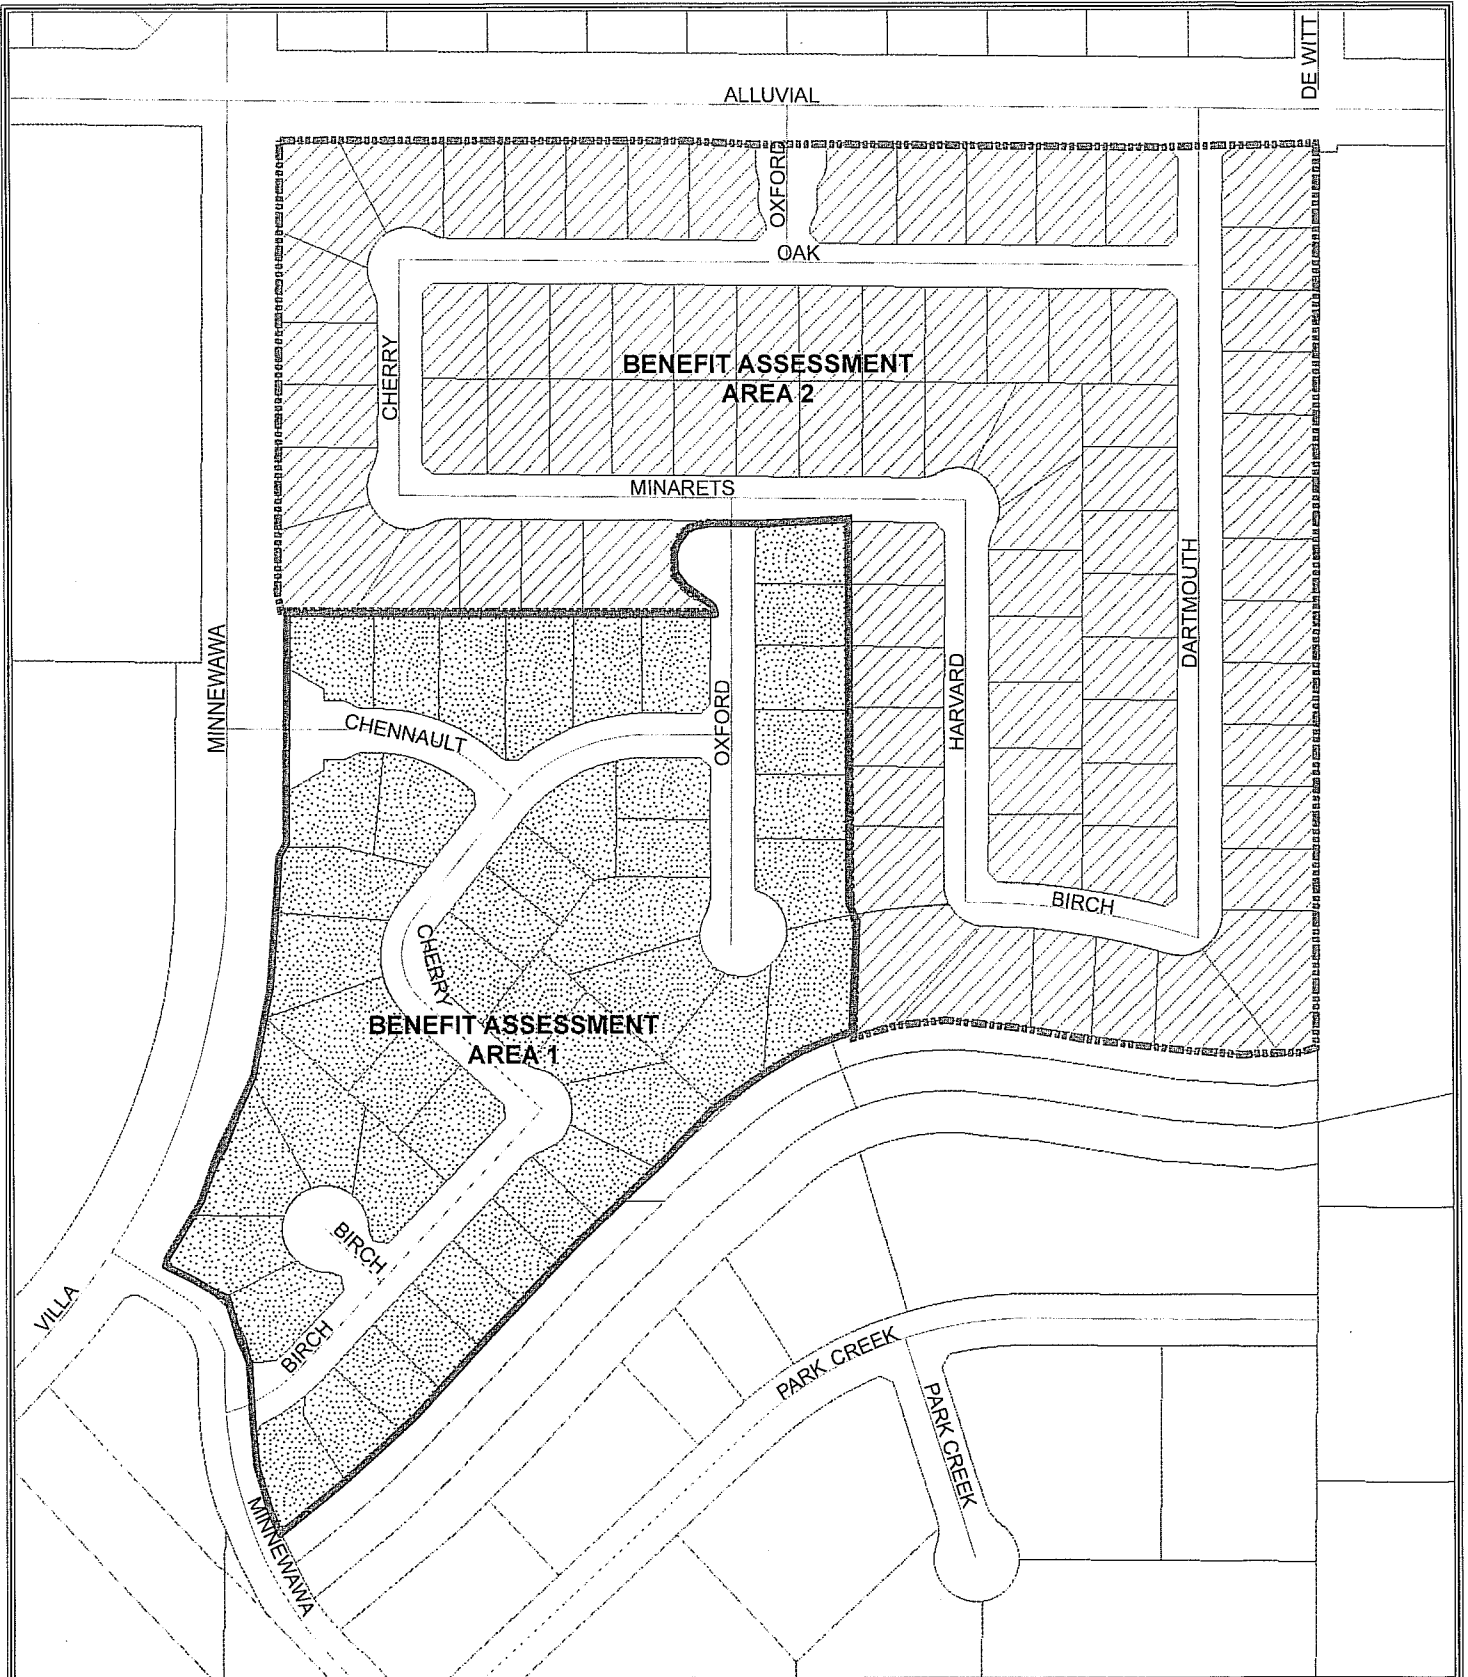 DE WITT
ALLUVIAL
OXFORD
OAK
CHERRY
BENEFIT ASSESSMENT
AREA 2
MINARETS
DARTMOUTH
MINNEWAWA
HARVARD
OXFORD
CHENNAULT
BIRCH
CHERRY
BENEFIT ASSESSMENT
AREA 1
BIRCH
VILLA
BIRCH
PARK CREEK
PARK CREEK
MINNEWAWA